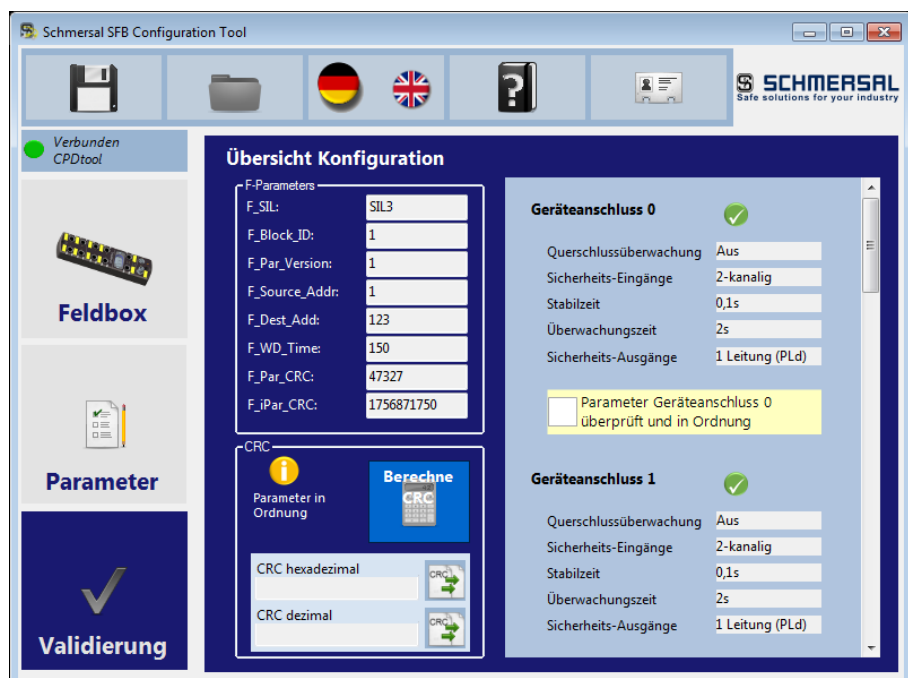 Schmersal SFB Configuration Tool
?
S SCHMERSAL
Safe solutions for your industry
Verbunden
CPDtool
Feldbox
Parameter
Validierung
Übersicht Konfiguration
F-Parameters
F_SIL: SIL3
F_Block_ID: 1
F_Par_Version: 1
F_Source_Addr: 1
F_Dest_Add: 123
F_WD_Time: 150
F_Par_CRC: 47327
F_iPar_CRC: 1756871750
CRC
i
Parameter in
Ordnung
Berechne
CRC
CRC hexadezimal
CRC
CRC dezimal
CRC
Geräteanschluss 0
Querschlussüberwachung Aus
Sicherheits-Eingänge 2-kanalig
Stabilzeit 0,1s
Überwachungszeit 2s
Sicherheits-Ausgänge 1 Leitung (PLd)
Parameter Geräteanschluss 0
überprüft und in Ordnung
Geräteanschluss 1
Querschlussüberwachung Aus
Sicherheits-Eingänge 2-kanalig
Stabilzeit 0,1s
Überwachungszeit 2s
Sicherheits-Ausgänge 1 Leitung (PLd)